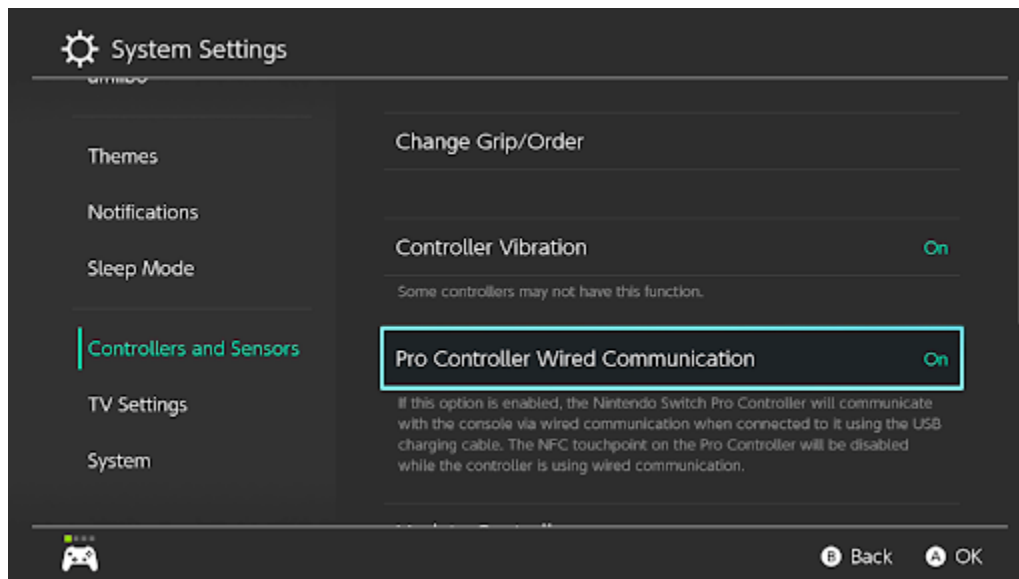 System Settings
amiibo
Themes
Notifications
Sleep Mode
Controllers and Sensors
TV Settings
System
Change Grip/Order
Controller Vibration On
Some controllers may not have this function.
Pro Controller Wired Communication On
If this option is enabled, the Nintendo Switch Pro Controller will communicate
with the console via wired communication when connected to it using the USB
charging cable. The NFC touchpoint on the Pro Controller will be disabled
while the controller is using wired communication.
B Back A OK